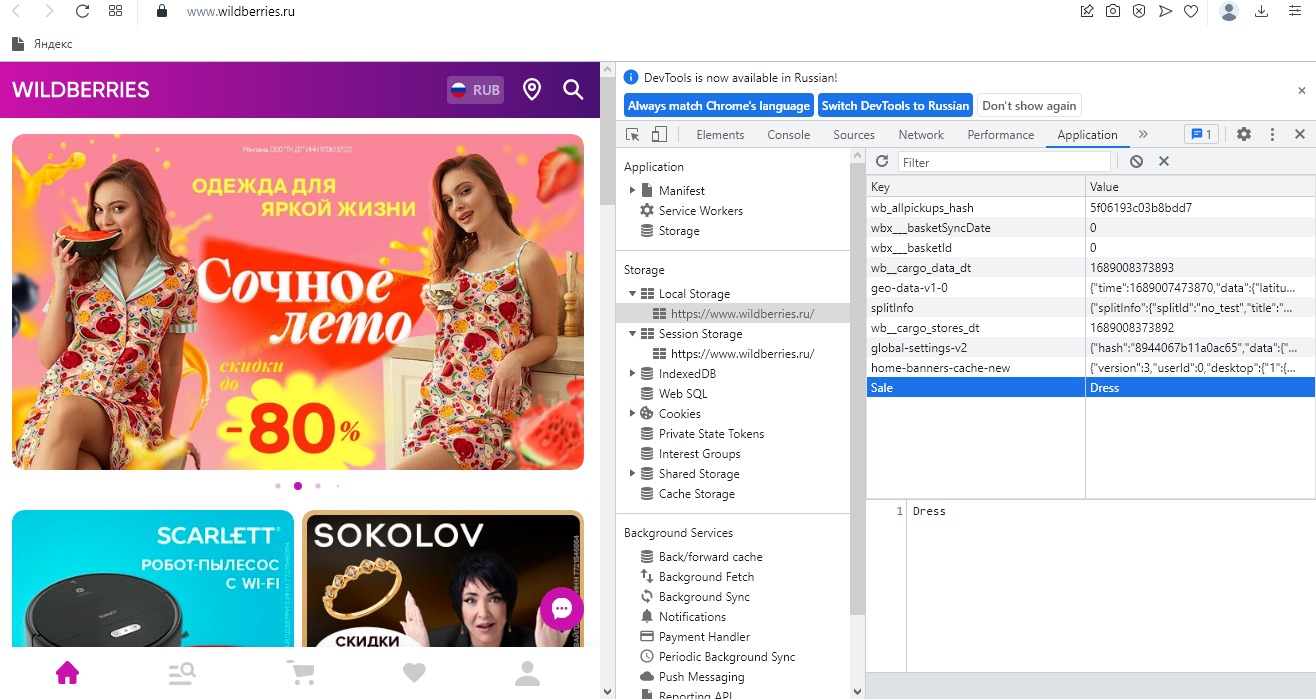 www.wildberries.ru
Яндекс
WILDBERRIES
RUB
Реклама. ООО "ТК ДТ" ИНН 9706132122
ОДЕЖДА ДЛЯ
ЯРКОЙ ЖИЗНИ
Сочное
лето
скидки
до
-80%
SCARLETT®
РОБОТ-ПЫЛЕСОС
С WI-FI
SOKOLOV
СКИДКИ
DevTools is now available in Russian!
Always match Chrome's language
Switch DevTools to Russian
Don't show again
Elements Console Sources Network Performance Application » 1
Application
Manifest
Service Workers
Storage
Storage
Local Storage
https://www.wildberries.ru/
Session Storage
https://www.wildberries.ru/
IndexedDB
Web SQL
Cookies
Private State Tokens
Interest Groups
Shared Storage
Cache Storage
Background Services
Back/forward cache
Background Fetch
Background Sync
Notifications
Payment Handler
Periodic Background Sync
Push Messaging
Reporting API
Filter
Key Value
wb_allpickups_hash 5f06193c03b8bdd7
wbx___basketSyncDate 0
wbx___basketId 0
wb__cargo_data_dt 1689008373893
geo-data-v1-0 {"time":1689007473870,"data":{"latitu...
splitInfo {"splitInfo":{"splitId":"no_test","title":"...
wb__cargo_stores_dt 1689008373892
global-settings-v2 {"hash":"8944067b11a0ac65","data":{"...
home-banners-cache-new {"version":3,"userId":0,"desktop":{"1":{...
Sale Dress
1 Dress